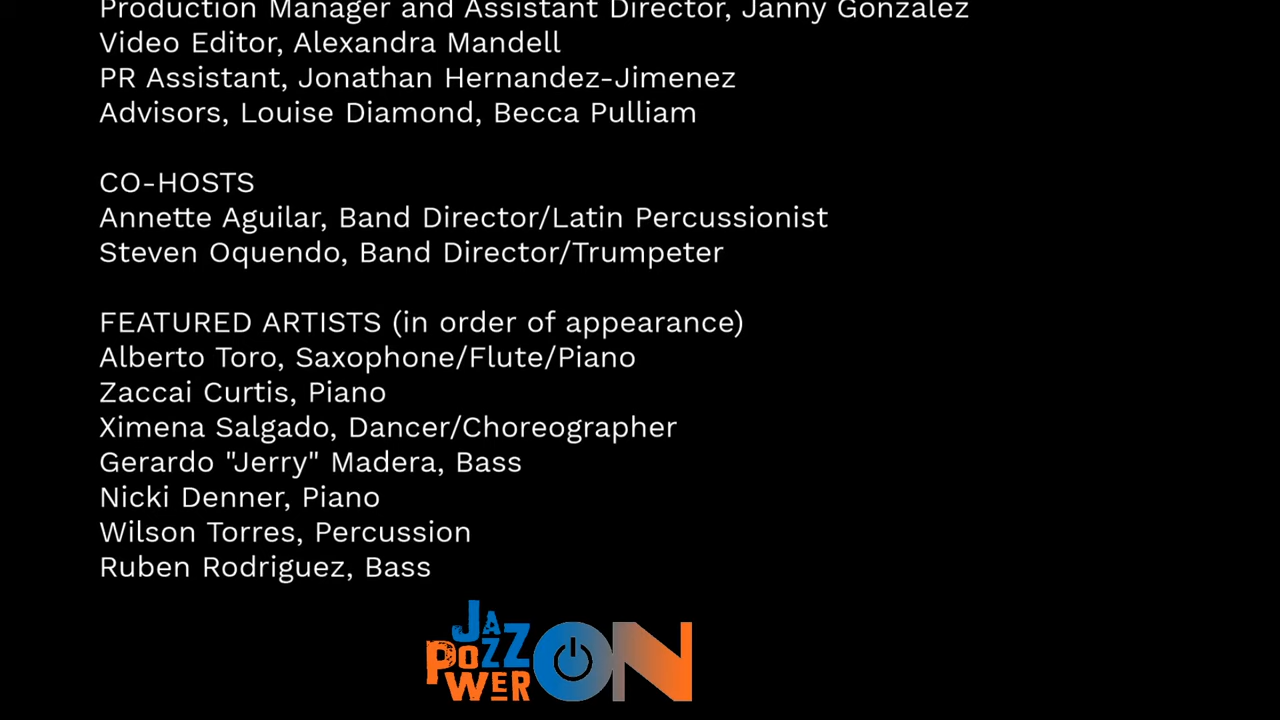 Production Manager and Assistant Director, Janny Gonzalez
Video Editor, Alexandra Mandell
PR Assistant, Jonathan Hernandez-Jimenez
Advisors, Louise Diamond, Becca Pulliam
CO-HOSTS
Annette Aguilar, Band Director/Latin Percussionist
Steven Oquendo, Band Director/Trumpeter
FEATURED ARTISTS (in order of appearance)
Alberto Toro, Saxophone/Flute/Piano
Zaccai Curtis, Piano
Ximena Salgado, Dancer/Choreographer
Gerardo "Jerry" Madera, Bass
Nicki Denner, Piano
Wilson Torres, Percussion
Ruben Rodriguez, Bass
JAZZ
POWER
ON